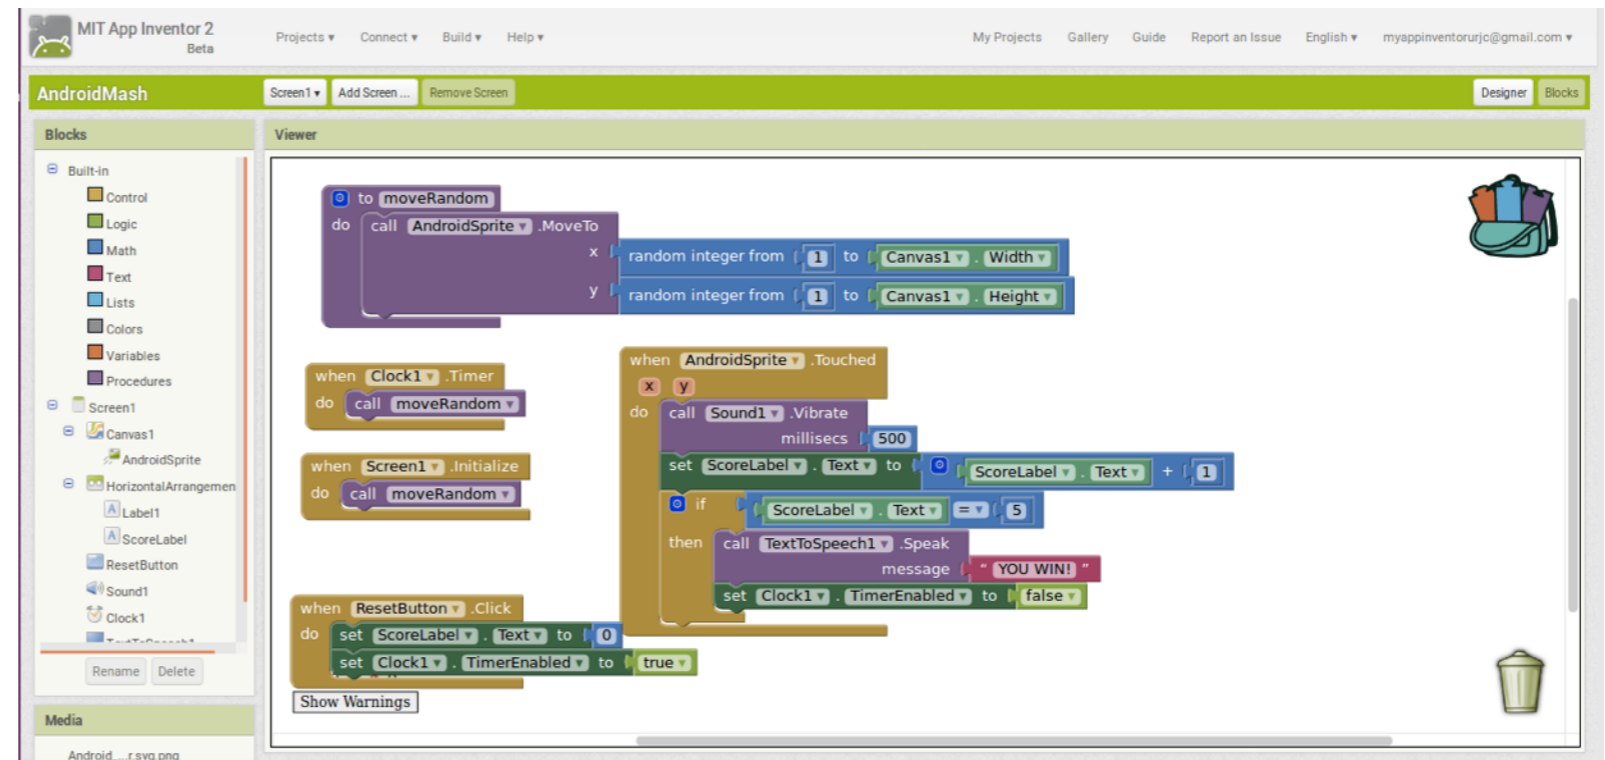 MIT App Inventor 2
Beta
Projects ▾ Connect ▾ Build ▾ Help ▾ My Projects Gallery Guide Report an Issue English ▾ myappinventorurjc@gmail.com ▾
AndroidMash Screen1 ▾ Add Screen ... Remove Screen Designer Blocks
Blocks
Built-in
Control
Logic
Math
Text
Lists
Colors
Variables
Procedures
Screen1
Canvas1
AndroidSprite
HorizontalArrangemen
Label1
ScoreLabel
ResetButton
Sound1
Clock1
TextToSpeech1
Rename Delete
Media
Android_...r.svg.png
Viewer
to moveRandom
do call AndroidSprite ▾ .MoveTo
x random integer from 1 to Canvas1 ▾ . Width ▾
y random integer from 1 to Canvas1 ▾ . Height ▾
when Clock1 ▾ .Timer
do call moveRandom ▾
when Screen1 ▾ .Initialize
do call moveRandom ▾
when AndroidSprite ▾ .Touched
x y
do call Sound1 ▾ .Vibrate
millisecs 500
set ScoreLabel ▾ . Text ▾ to ScoreLabel ▾ . Text ▾ + 1
if ScoreLabel ▾ . Text ▾ = ▾ 5
then call TextToSpeech1 ▾ .Speak
message " YOU WIN! "
set Clock1 ▾ . TimerEnabled ▾ to false ▾
when ResetButton ▾ .Click
do set ScoreLabel ▾ . Text ▾ to 0
set Clock1 ▾ . TimerEnabled ▾ to true ▾
Show Warnings